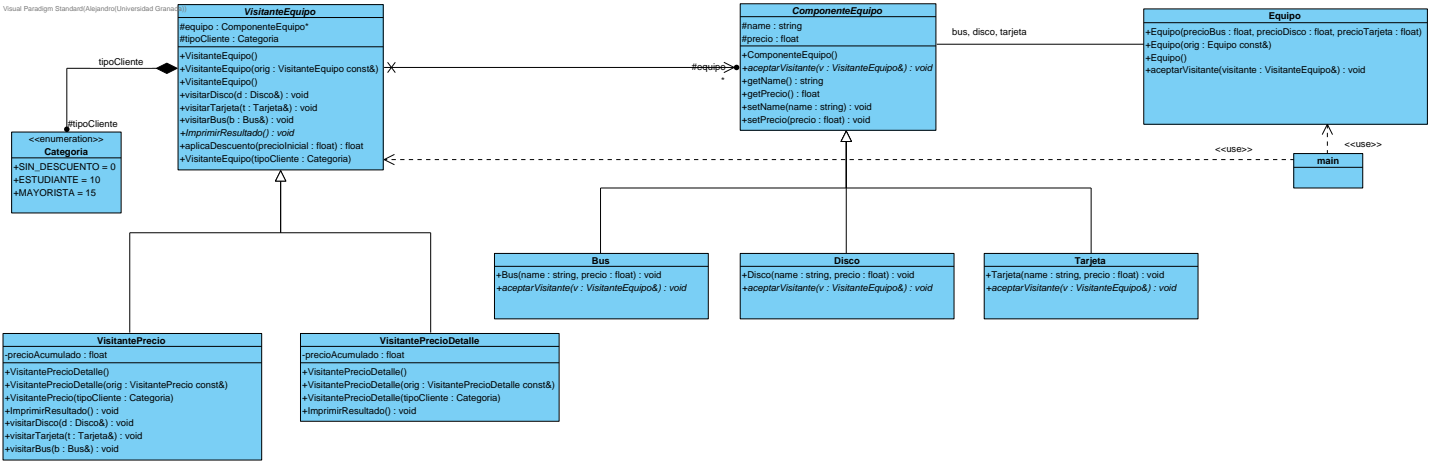 Visual Paradigm Standard(Alejandro(Universidad Granada))
VisitanteEquipo
#equipo : ComponenteEquipo*
#tipoCliente : Categoria
+VisitanteEquipo()
+VisitanteEquipo(orig : VisitanteEquipo const&)
+VisitanteEquipo()
+visitarDisco(d : Disco&) : void
+visitarTarjeta(t : Tarjeta&) : void
+visitarBus(b : Bus&) : void
+ImprimirResultado() : void
+aplicaDescuento(precioInicial : float) : float
+VisitanteEquipo(tipoCliente : Categoria)
tipoCliente
#tipoCliente
<<enumeration>>
Categoria
+SIN_DESCUENTO = 0
+ESTUDIANTE = 10
+MAYORISTA = 15
#equipo
*
ComponenteEquipo
#name : string
#precio : float
+ComponenteEquipo()
+aceptarVisitante(v : VisitanteEquipo&) : void
+getName() : string
+getPrecio() : float
+setName(name : string) : void
+setPrecio(precio : float) : void
bus, disco, tarjeta
Equipo
+Equipo(precioBus : float, precioDisco : float, precioTarjeta : float)
+Equipo(orig : Equipo const&)
+Equipo()
+aceptarVisitante(visitante : VisitanteEquipo&) : void
<<use>>
<<use>>
main
Bus
+Bus(name : string, precio : float) : void
+aceptarVisitante(v : VisitanteEquipo&) : void
Disco
+Disco(name : string, precio : float) : void
+aceptarVisitante(v : VisitanteEquipo&) : void
Tarjeta
+Tarjeta(name : string, precio : float) : void
+aceptarVisitante(v : VisitanteEquipo&) : void
VisitantePrecio
-precioAcumulado : float
+VisitantePrecioDetalle()
+VisitantePrecioDetalle(orig : VisitantePrecio const&)
+VisitantePrecio(tipoCliente : Categoria)
+ImprimirResultado() : void
+visitarDisco(d : Disco&) : void
+visitarTarjeta(t : Tarjeta&) : void
+visitarBus(b : Bus&) : void
VisitantePrecioDetalle
-precioAcumulado : float
+VisitantePrecioDetalle()
+VisitantePrecioDetalle(orig : VisitantePrecioDetalle const&)
+VisitantePrecioDetalle(tipoCliente : Categoria)
+ImprimirResultado() : void